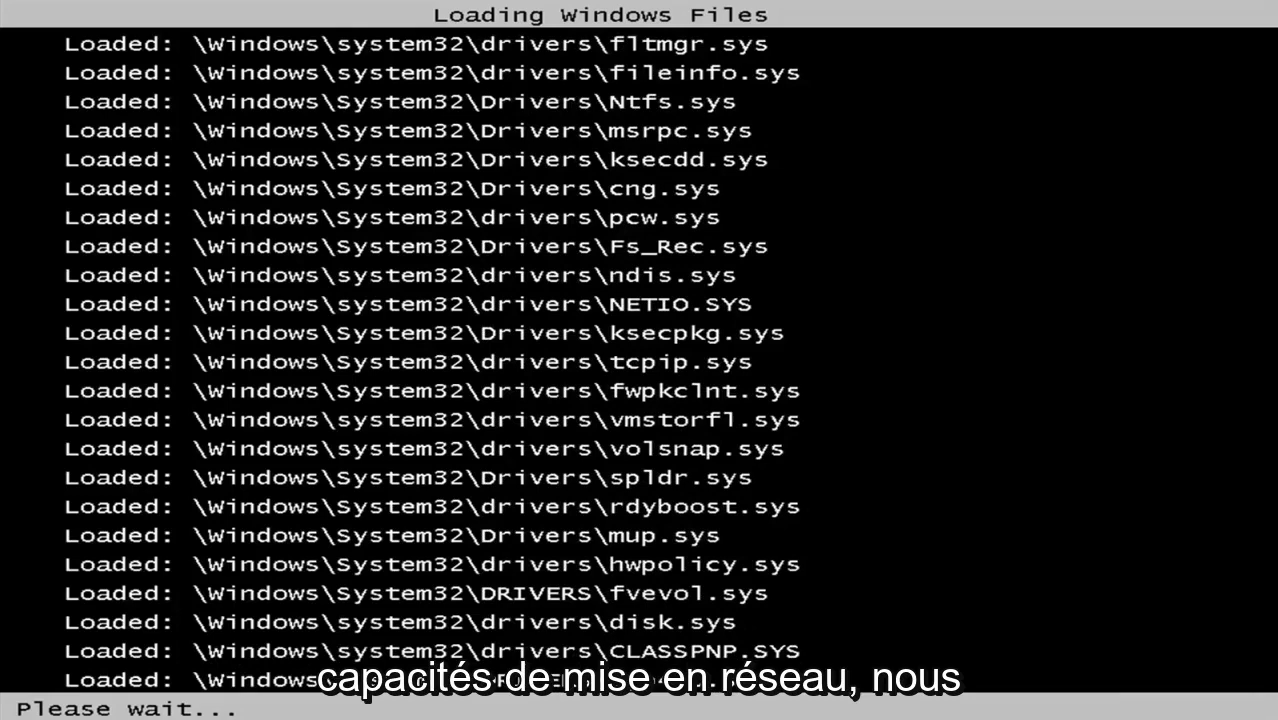 Loading Windows Files
Loaded: \Windows\system32\drivers\fltmgr.sys
Loaded: \Windows\system32\drivers\fileinfo.sys
Loaded: \Windows\System32\Drivers\Ntfs.sys
Loaded: \Windows\System32\Drivers\msrpc.sys
Loaded: \Windows\System32\Drivers\ksecdd.sys
Loaded: \Windows\System32\Drivers\cng.sys
Loaded: \Windows\System32\drivers\pcw.sys
Loaded: \Windows\System32\Drivers\Fs_Rec.sys
Loaded: \Windows\system32\drivers\ndis.sys
Loaded: \Windows\system32\drivers\NETIO.SYS
Loaded: \Windows\System32\Drivers\ksecpkg.sys
Loaded: \Windows\System32\drivers\tcpip.sys
Loaded: \Windows\System32\drivers\fwpkclnt.sys
Loaded: \Windows\system32\drivers\vmstorfl.sys
Loaded: \Windows\system32\drivers\volsnap.sys
Loaded: \Windows\System32\Drivers\spldr.sys
Loaded: \Windows\System32\drivers\rdyboost.sys
Loaded: \Windows\System32\Drivers\mup.sys
Loaded: \Windows\System32\drivers\hwpolicy.sys
Loaded: \Windows\System32\DRIVERS\fvevol.sys
Loaded: \Windows\system32\drivers\disk.sys
Loaded: \Windows\system32\drivers\CLASSPNP.SYS
Loaded:
capacités de mise en réseau, nous
Please wait...